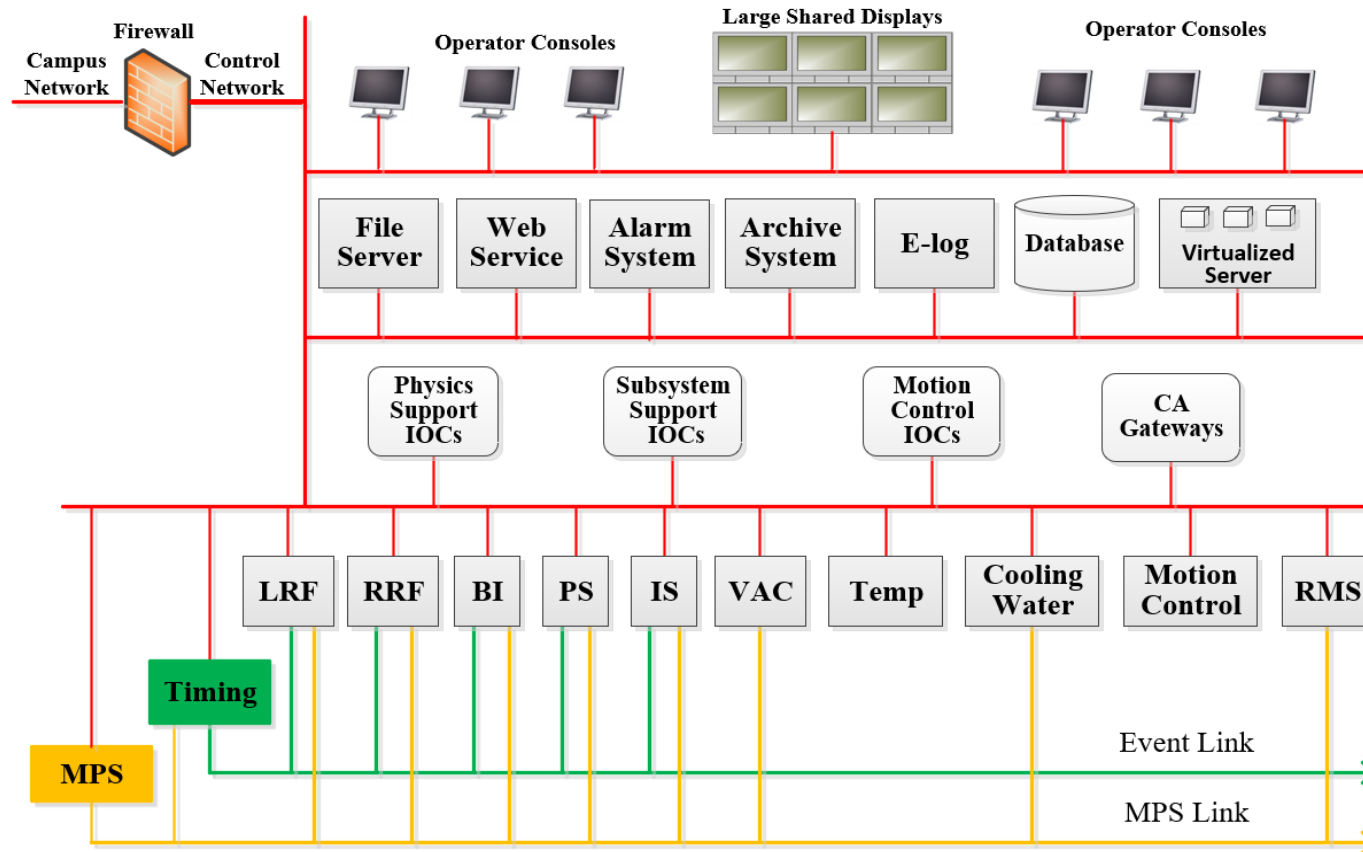 Large Shared Displays
Firewall
Operator Consoles
Operator Consoles
Campus
Network
Control
Network
File
Server
Web
Service
Alarm
System
Archive
System
E-log
Database
Virtualized
Server
Physics
Support
IOCs
Subsystem
Support
IOCs
Motion
Control
IOCs
CA
Gateways
LRF
RRF
BI
PS
IS
VAC
Temp
Cooling
Water
Motion
Control
RMS
Timing
Event Link
MPS
MPS Link